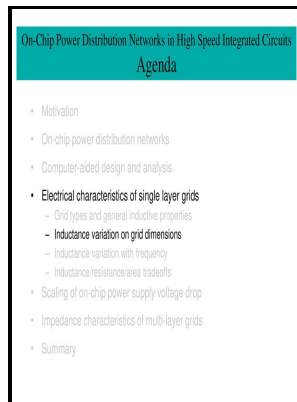 On-Chip Power Distribution Networks in High Speed Integrated Circuits
Agenda
• Motivation
• On-chip power distribution networks
• Computer-aided design and analysis
• Electrical characteristics of single layer grids
– Grid types and general inductive properties
– Inductance variation on grid dimensions
– Inductance variation with frequency
– Inductance/resistance/area tradeoffs
• Scaling of on-chip power supply voltage drop
• Impedance characteristics of multi-layer grids
• Summary